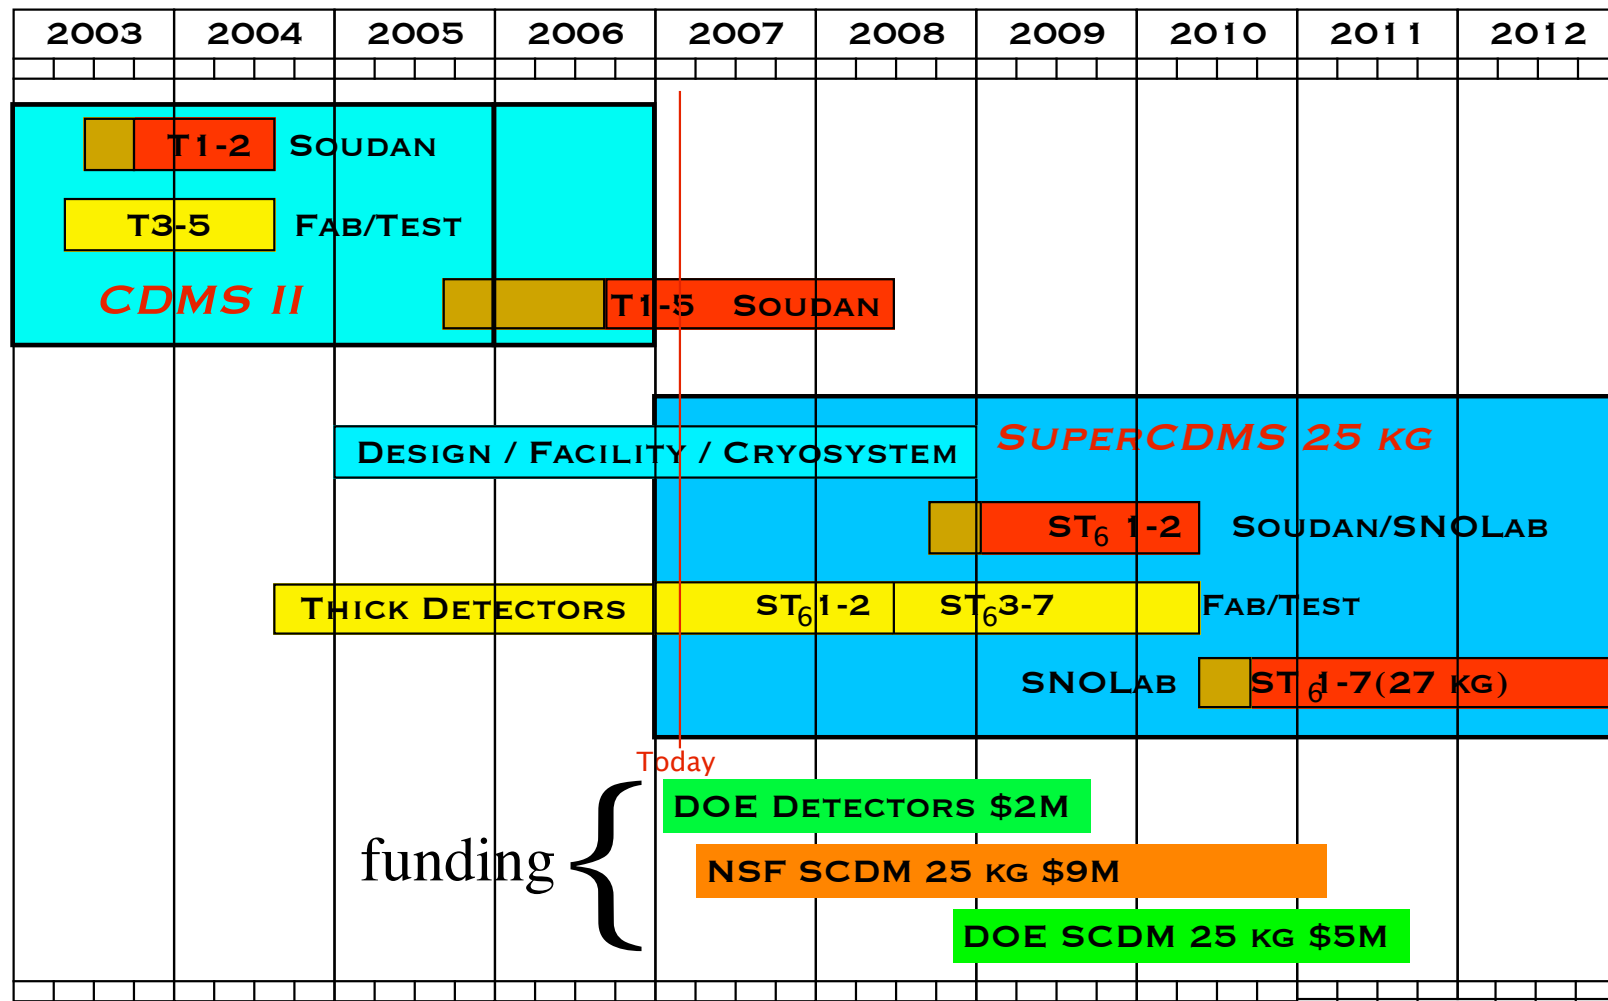 2003 2004 2005 2006 2007 2008 2009 2010 2011 2012
T1-2 SOUDAN
T3-5 FAB/TEST
CDMS II
T1-5 SOUDAN
SUPERCDMS 25 KG
DESIGN / FACILITY / CRYOSYSTEM
ST6 1-2 SOUDAN/SNOLAB
THICK DETECTORS ST6 1-2 ST6 3-7 FAB/TEST
SNOLAB ST 6 1-7(27 KG)
Today
DOE DETECTORS $2M
funding {
NSF SCDM 25 KG $9M
DOE SCDM 25 KG $5M